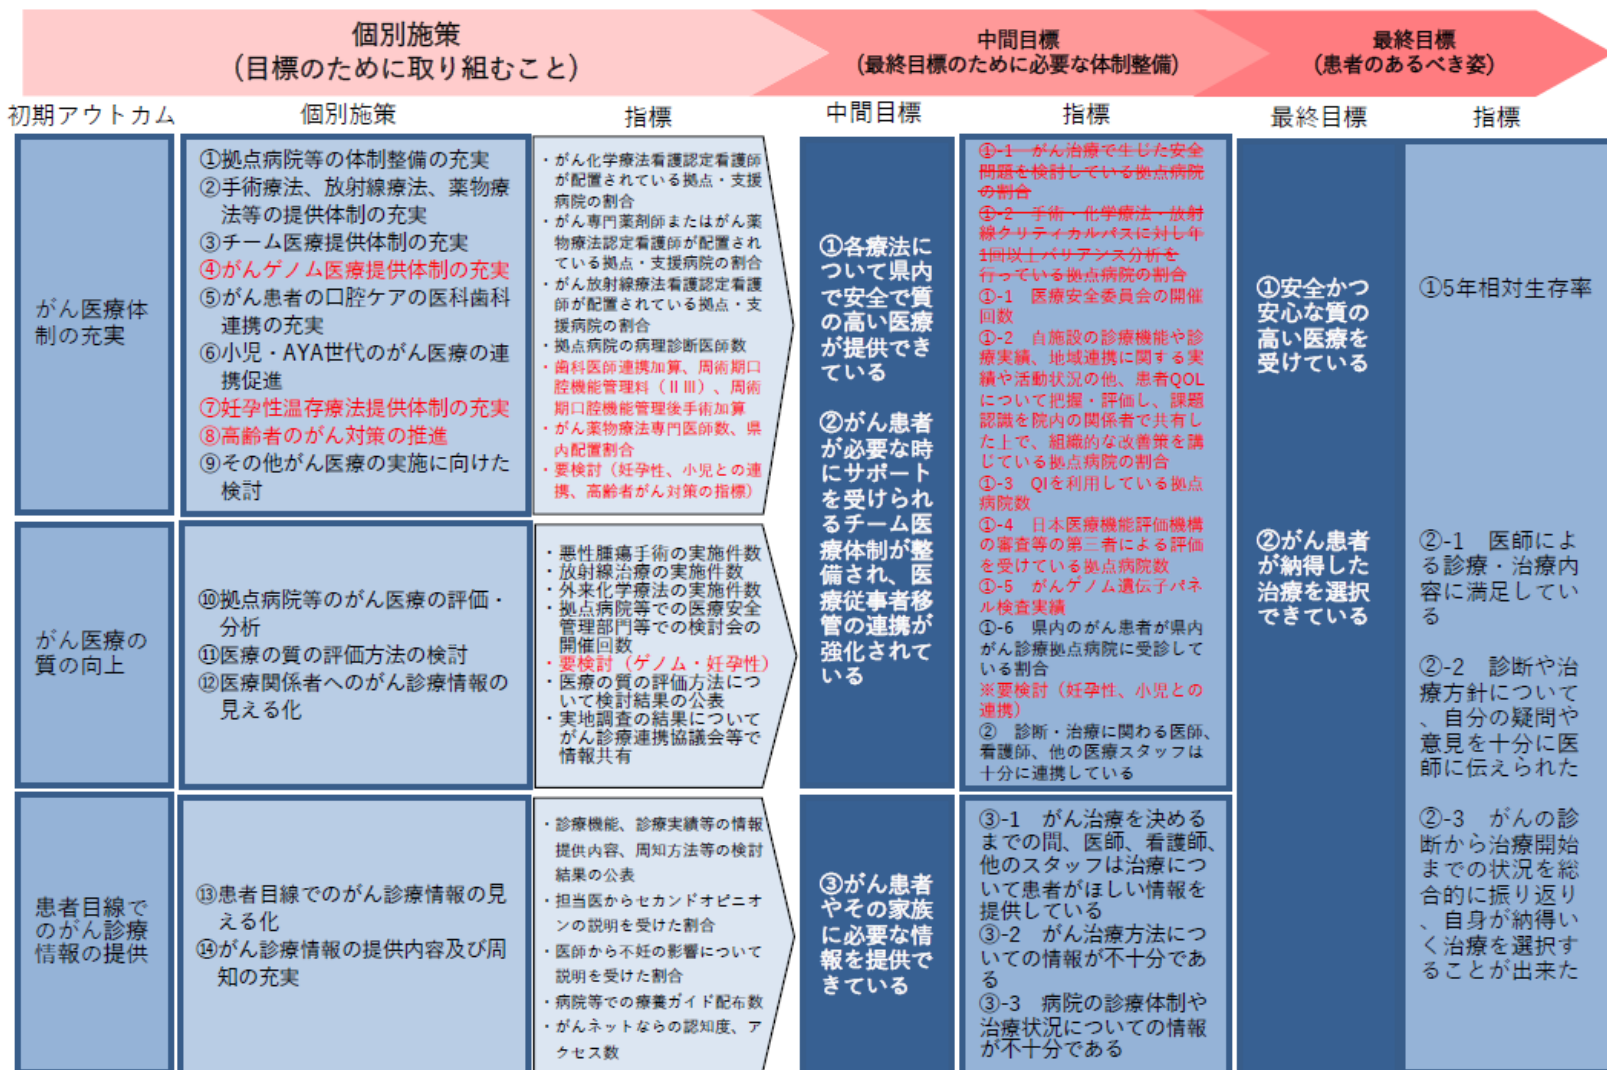 個別施策
(目標のために取り組むこと)
中間目標
(最終目標のために必要な体制整備)
最終目標
(患者のあるべき姿)
初期アウトカム
個別施策
指標
中間目標
指標
最終目標
指標
がん医療体
制の充実
①拠点病院等の体制整備の充実
②手術療法、放射線療法、薬物療
法等の提供体制の充実
③チーム医療提供体制の充実
④がんゲノム医療提供体制の充実
⑤がん患者の口腔ケアの医科歯科
連携の充実
⑥小児・AYA世代のがん医療の連
携促進
⑦妊孕性温存療法提供体制の充実
⑧高齢者のがん対策の推進
⑨その他がん医療の実施に向けた
検討
・がん化学療法看護認定看護師
が配置されている拠点・支援
病院の割合
・がん専門薬剤師またはがん薬
物療法認定看護師が配置され
ている拠点・支援病院の割合
・がん放射線療法看護認定看護
師が配置されている拠点・支
援病院の割合
・拠点病院の病理診断医師数
・歯科医師連携加算、周術期口
腔機能管理料（ⅡⅢ）、周術
期口腔機能管理後手術加算
・がん薬物療法専門医師数、県
内配置割合
・要検討（妊孕性、小児との連
携、高齢者がん対策の指標）
がん医療の
質の向上
⑩拠点病院等のがん医療の評価・
分析
⑪医療の質の評価方法の検討
⑫医療関係者へのがん診療情報の
見える化
・悪性腫瘍手術の実施件数
・放射線治療の実施件数
・外来化学療法の実施件数
・拠点病院等での医療安全
管理部門等での検討会の
開催回数
・要検討（ゲノム・妊孕性）
・医療の質の評価方法につ
いて検討結果の公表
・実地調査の結果について
がん診療連携協議会等で
情報共有
患者目線で
のがん診療
情報の提供
⑬患者目線でのがん診療情報の見
える化
⑭がん診療情報の提供内容及び周
知の充実
・診療機能、診療実績等の情報
提供内容、周知方法等の検討
結果の公表
・担当医からセカンドオピニオ
ンの説明を受けた割合
・医師から不妊の影響について
説明を受けた割合
・病院等での療養ガイド配布数
・がんネットならの認知度、ア
クセス数
①各療法に
ついて県内
で安全で質
の高い医療
が提供でき
ている
②がん患者
が必要な時
にサポート
を受けられ
るチーム医
療体制が整
備され、医
療従事者移
管の連携が
強化されて
いる
③がん患者
やその家族
に必要な情
報を提供で
きている
①-1　がん治療で生じた安全
問題を検討している拠点病院
の割合
①-2　手術・化学療法・放射
線クリティカルパスに対し年
1回以上バリアンス分析を
行っている拠点病院の割合
①-1　医療安全委員会の開催
回数
①-2　自施設の診療機能や診
療実績、地域連携に関する実
績や活動状況の他、患者QOL
について把握・評価し、課題
認識を院内の関係者で共有し
た上で、組織的な改善策を講
じている拠点病院の割合
①-3　QIを利用している拠点
病院数
①-4　日本医療機能評価機構
の審査等の第三者による評価
を受けている拠点病院数
①-5　がんゲノム遺伝子パネ
ル検査実績
①-6　県内のがん患者が県内
がん診療拠点病院に受診して
いる割合
※要検討（妊孕性、小児との
連携）
②　診断・治療に関わる医師、
看護師、他の医療スタッフは
十分に連携している
③-1　がん治療を決める
までの間、医師、看護師、
他のスタッフは治療につ
いて患者がほしい情報を
提供している
③-2　がん治療方法につ
いての情報が不十分であ
る
③-3　病院の診療体制や
治療状況についての情報
が不十分である
①安全かつ
安心な質の
高い医療を
受けている
②がん患者
が納得した
治療を選択
できている
①5年相対生存率
②-1　医師によ
る診療・治療内
容に満足してい
る
②-2　診断や治
療方針について
、自分の疑問や
意見を十分に医
師に伝えられた
②-3　がんの診
断から治療開始
までの状況を総
合的に振り返り
、自身が納得い
く治療を選択す
ることが出来た